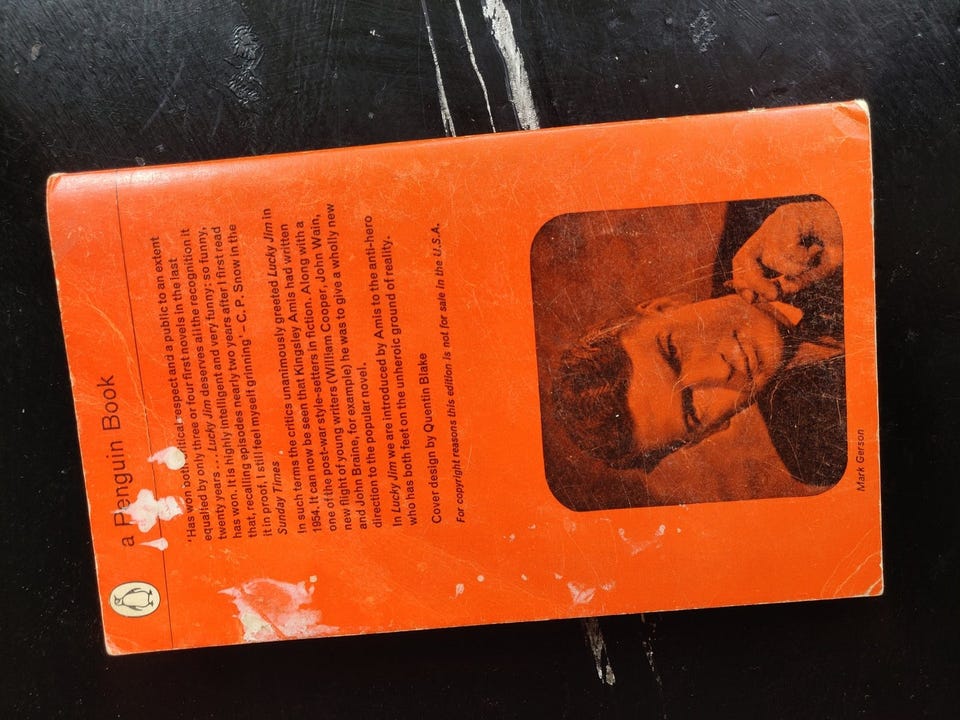 a Penguin Book
'Has won both critical respect and a public to an extent
equalled by only three or four first novels in the last
twenty years . . . Lucky Jim deserves all the recognition it
has won. It is highly intelligent and very funny: so funny,
that, recalling episodes nearly two years after I first read
it in proof, I still feel myself grinning' – C. P. Snow in the
Sunday Times
In such terms the critics unanimously greeted Lucky Jim in
1954. It can now be seen that Kingsley Amis had written
one of the post-war style-setters in fiction. Along with a
new flight of young writers (Willlem Cooper, John Wain,
and John Braine, for example) he was to give a wholly new
direction to the popular novel.
In Lucky Jim we are introduced by Amis to the anti-hero
who has both feet on the unheroic ground of reality.
Cover design by Quentin Blake
For copyright reasons this edition is not for sale in the U.S.A.
Mark Gerson